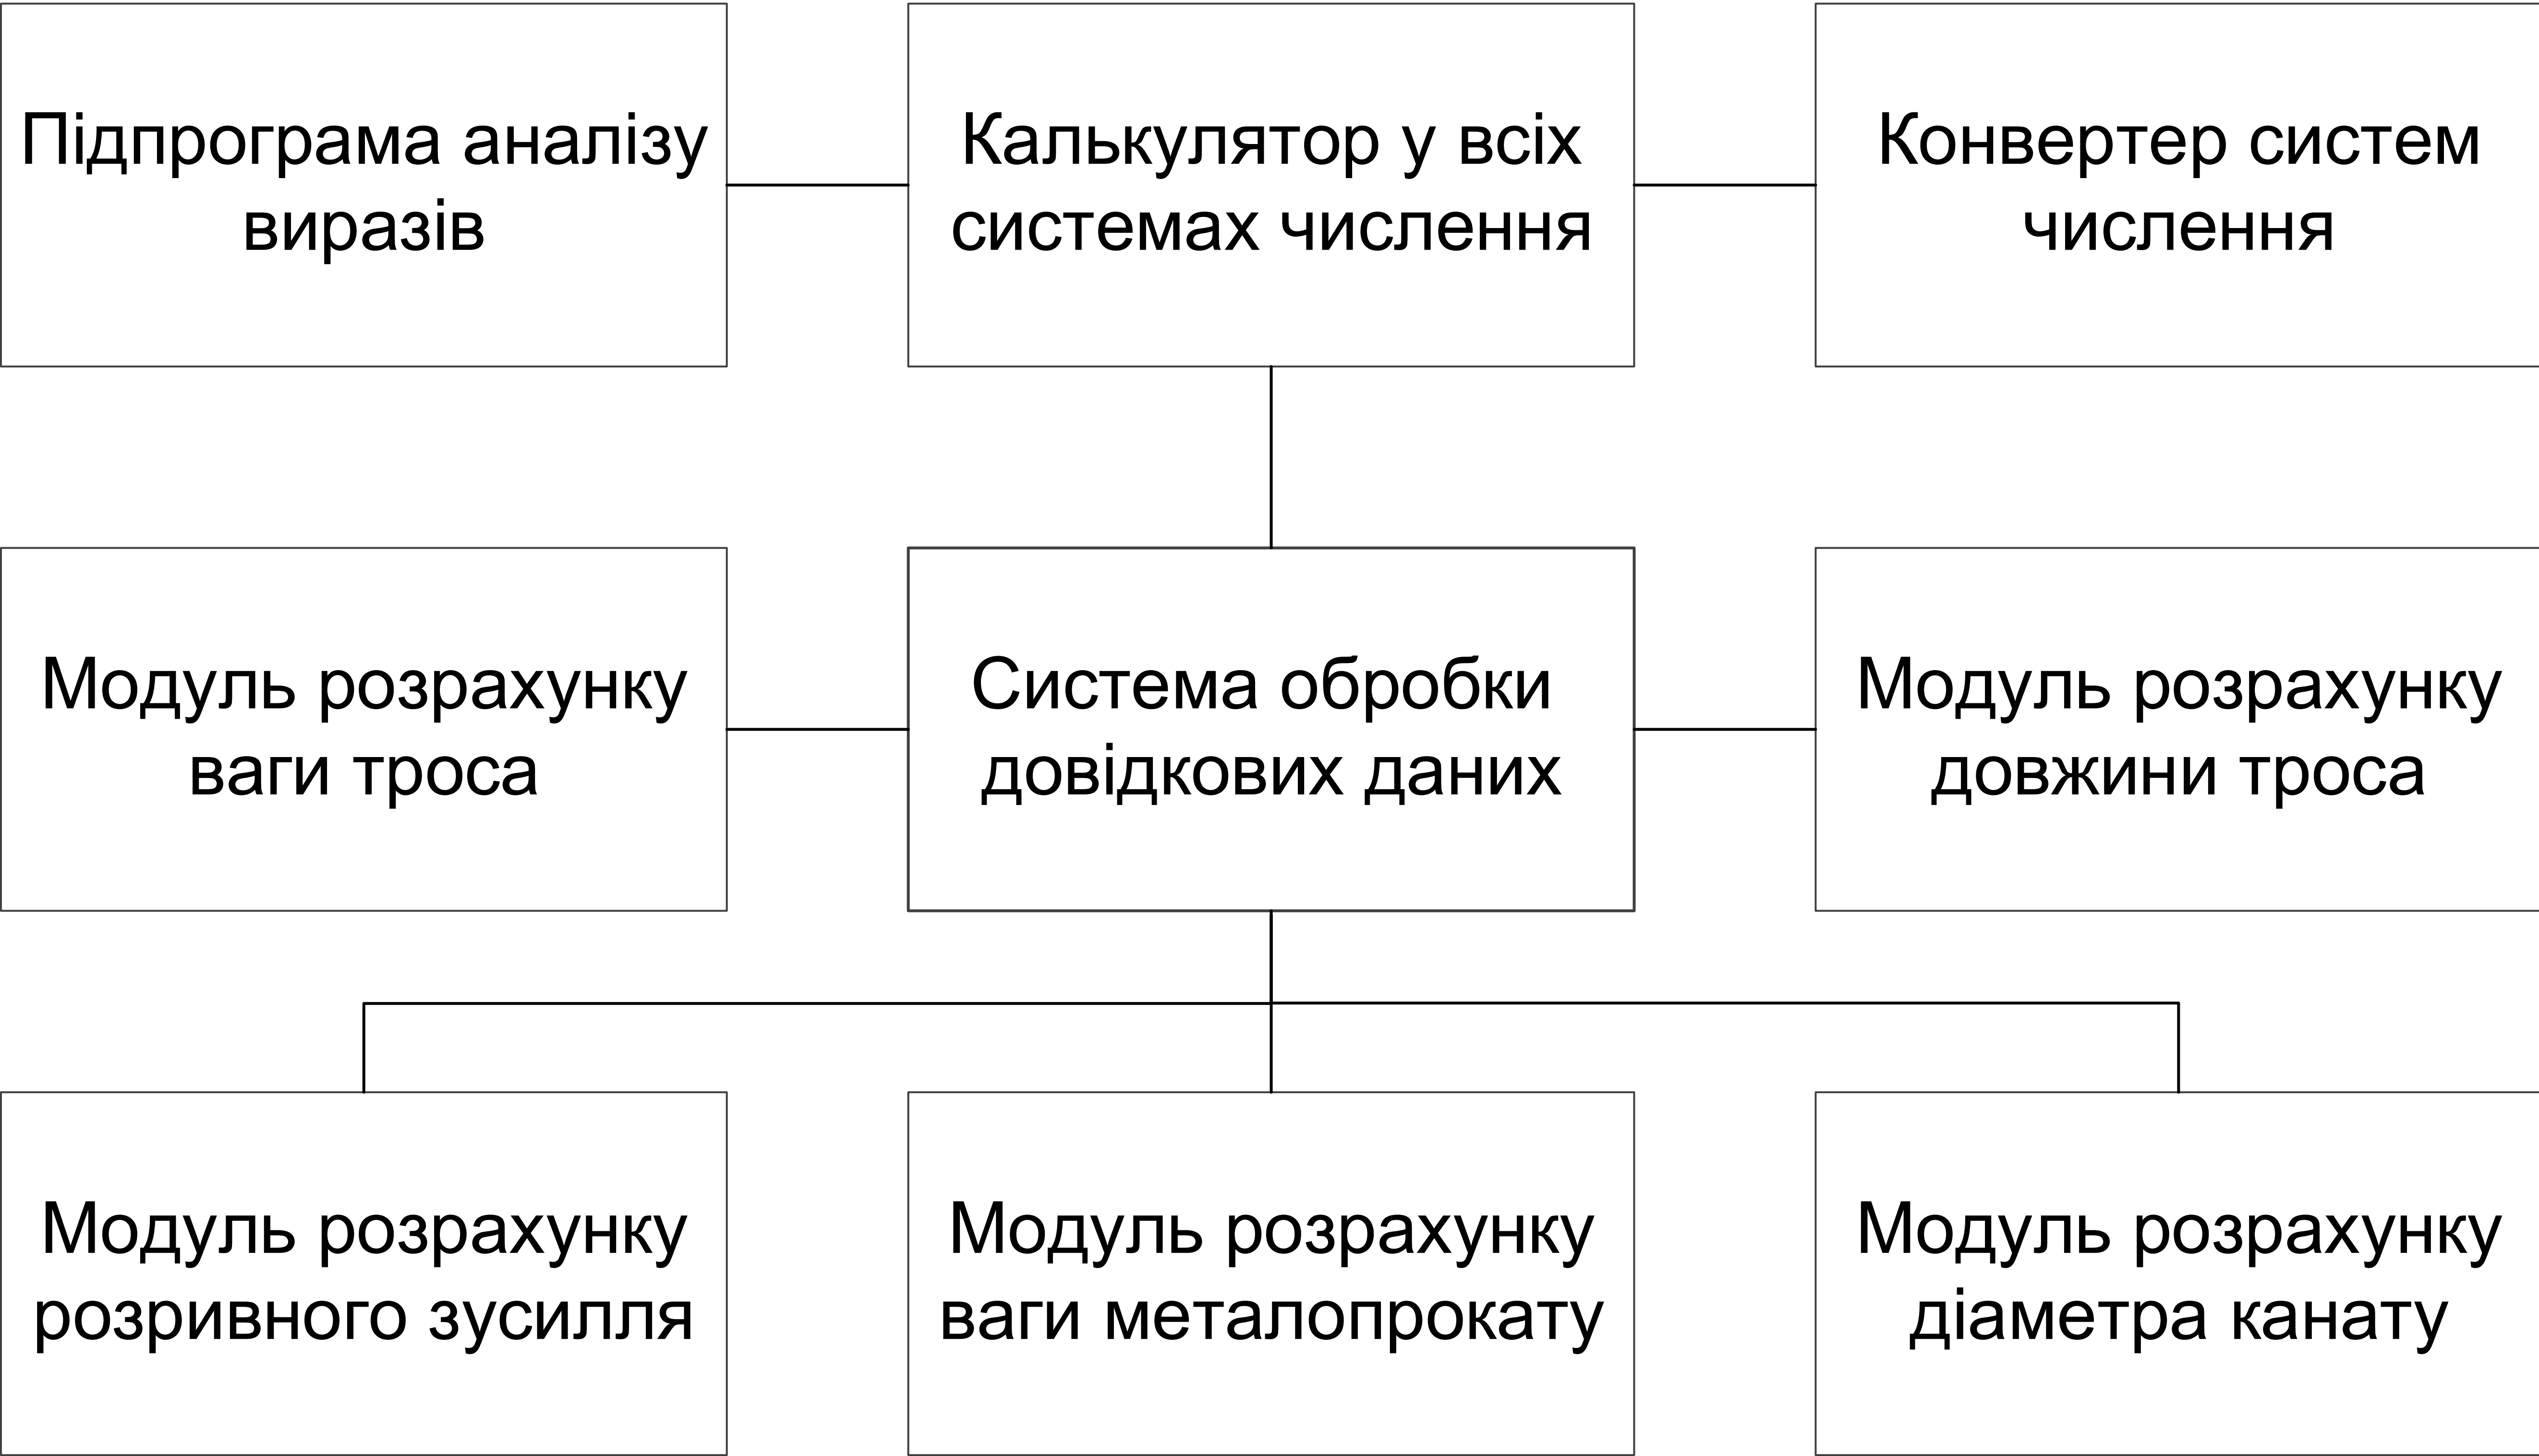 Підпрограма аналізу
виразів
Калькулятор у всіх
системах числення
Конвертер систем
числення
Модуль розрахунку
ваги троса
Система обробки
довідкових даних
Модуль розрахунку
довжини троса
Модуль розрахунку
розривного зусилля
Модуль розрахунку
ваги металопрокату
Модуль розрахунку
діаметра канату